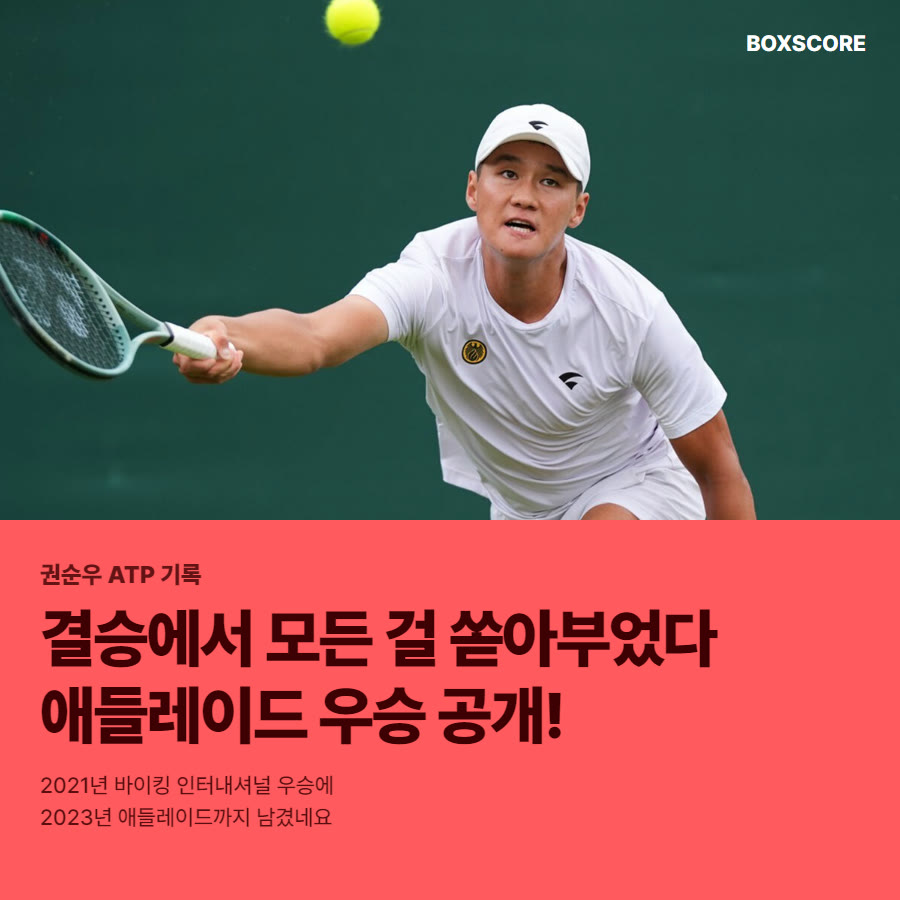 BOXSCORE
권순우 ATP 기록
결승에서 모든 걸 쏟아부었다
애들레이드 우승 공개!
2021년 바이킹 인터내셔널 우승에
2023년 애들레이드까지 남겼네요